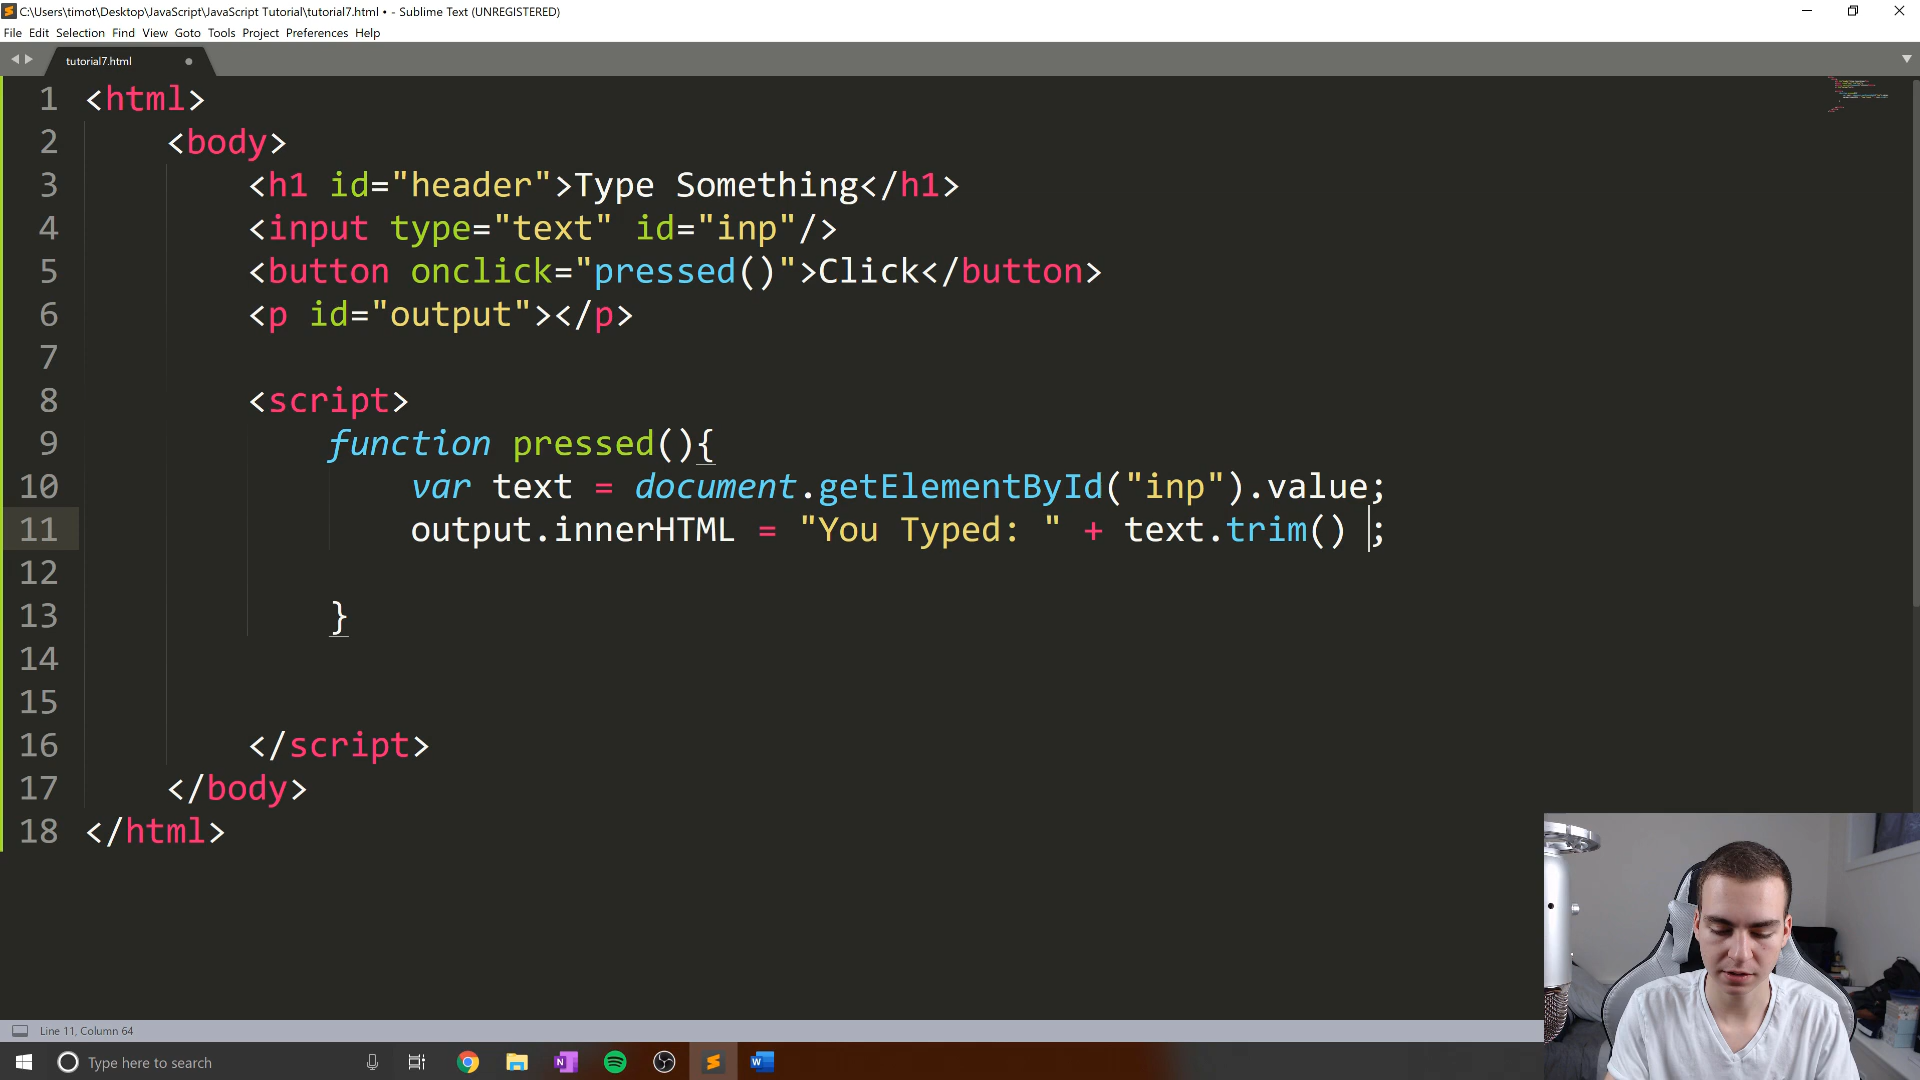 C:\Users\timot\Desktop\JavaScript\JavaScript Tutorial\tutorial7.html • - Sublime Text (UNREGISTERED)
File Edit Selection Find View Goto Tools Project Preferences Help
tutorial7.html
1 <html>
2 <body>
3 <h1 id="header">Type Something</h1>
4 <input type="text" id="inp"/>
5 <button onclick="pressed()">Click</button>
6 <p id="output"></p>
7
8 <script>
9 function pressed(){
10 var text = document.getElementById("inp").value;
11 output.innerHTML = "You Typed: " + text.trim() ;
12
13 }
14
15
16 </script>
17 </body>
18 </html>
Line 11, Column 64
Type here to search